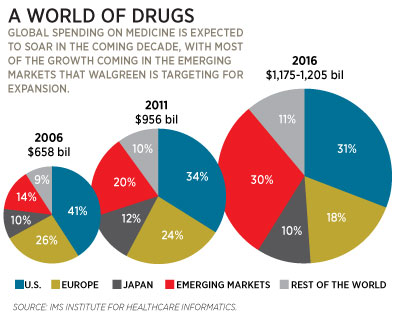 A WORLD OF DRUGS
GLOBAL SPENDING ON MEDICINE IS EXPECTED
TO SOAR IN THE COMING DECADE, WITH MOST
OF THE GROWTH COMING IN THE EMERGING
MARKETS THAT WALGREEN IS TARGETING FOR
EXPANSION.
2006
$658 bil
9%
14%
10%
26%
41%
2011
$956 bil
10%
20%
12%
24%
34%
2016
$1,175-1,205 bil
11%
30%
10%
18%
31%
U.S. EUROPE JAPAN EMERGING MARKETS REST OF THE WORLD
SOURCE: IMS INSTITUTE FOR HEALTHCARE INFORMATICS.